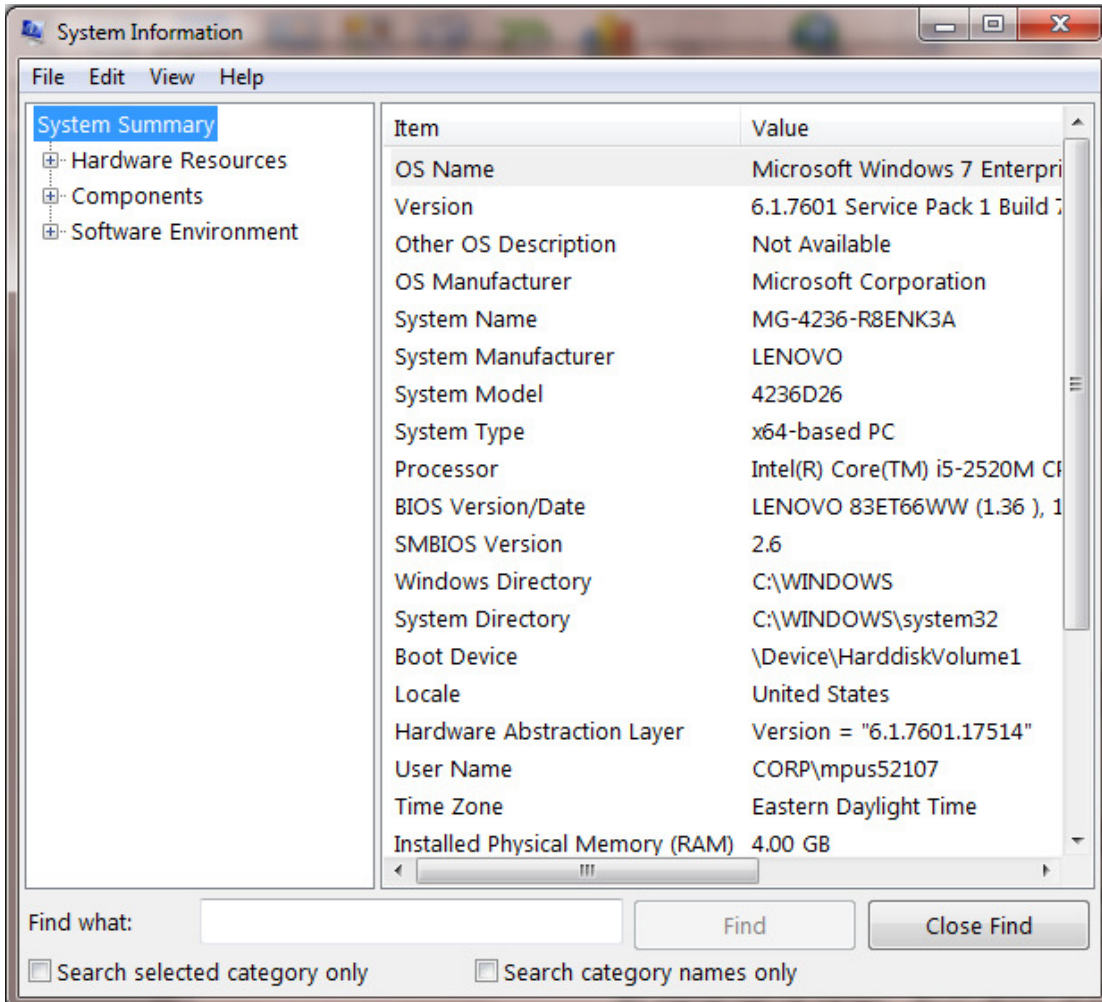 System Information
File Edit View Help
System Summary
Hardware Resources
Components
Software Environment
Item Value
OS Name Microsoft Windows 7 Enterpri
Version 6.1.7601 Service Pack 1 Build 7
Other OS Description Not Available
OS Manufacturer Microsoft Corporation
System Name MG-4236-R8ENK3A
System Manufacturer LENOVO
System Model 4236D26
System Type x64-based PC
Processor Intel(R) Core(TM) i5-2520M CP
BIOS Version/Date LENOVO 83ET66WW (1.36 ), 1
SMBIOS Version 2.6
Windows Directory C:\WINDOWS
System Directory C:\WINDOWS\system32
Boot Device \Device\HarddiskVolume1
Locale United States
Hardware Abstraction Layer Version = "6.1.7601.17514"
User Name CORP\mpus52107
Time Zone Eastern Daylight Time
Installed Physical Memory (RAM) 4.00 GB
Find what: Find Close Find
Search selected category only Search category names only